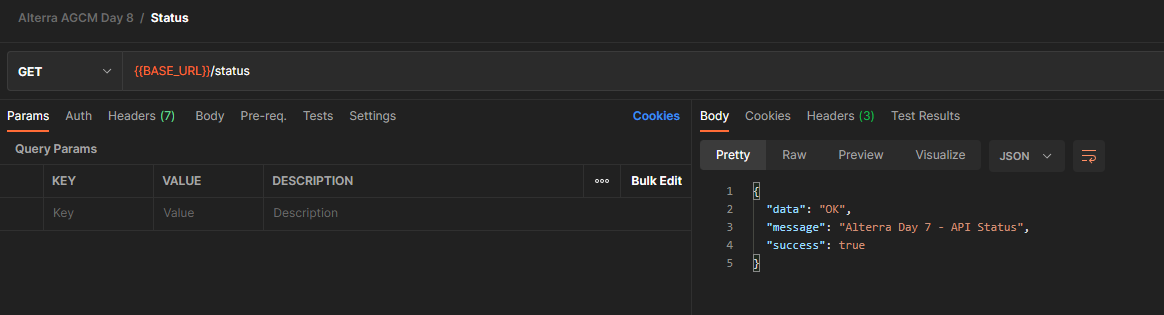 Alterra AGCM Day 8 / Status
GET {{BASE_URL}}/status
Params Auth Headers (7) Body Pre-req. Tests Settings Cookies
Query Params
KEY VALUE DESCRIPTION ooo Bulk Edit
Key Value Description
Body Cookies Headers (3) Test Results
Pretty Raw Preview Visualize JSON
1 {
2 "data": "OK",
3 "message": "Alterra Day 7 - API Status",
4 "success": true
5 }